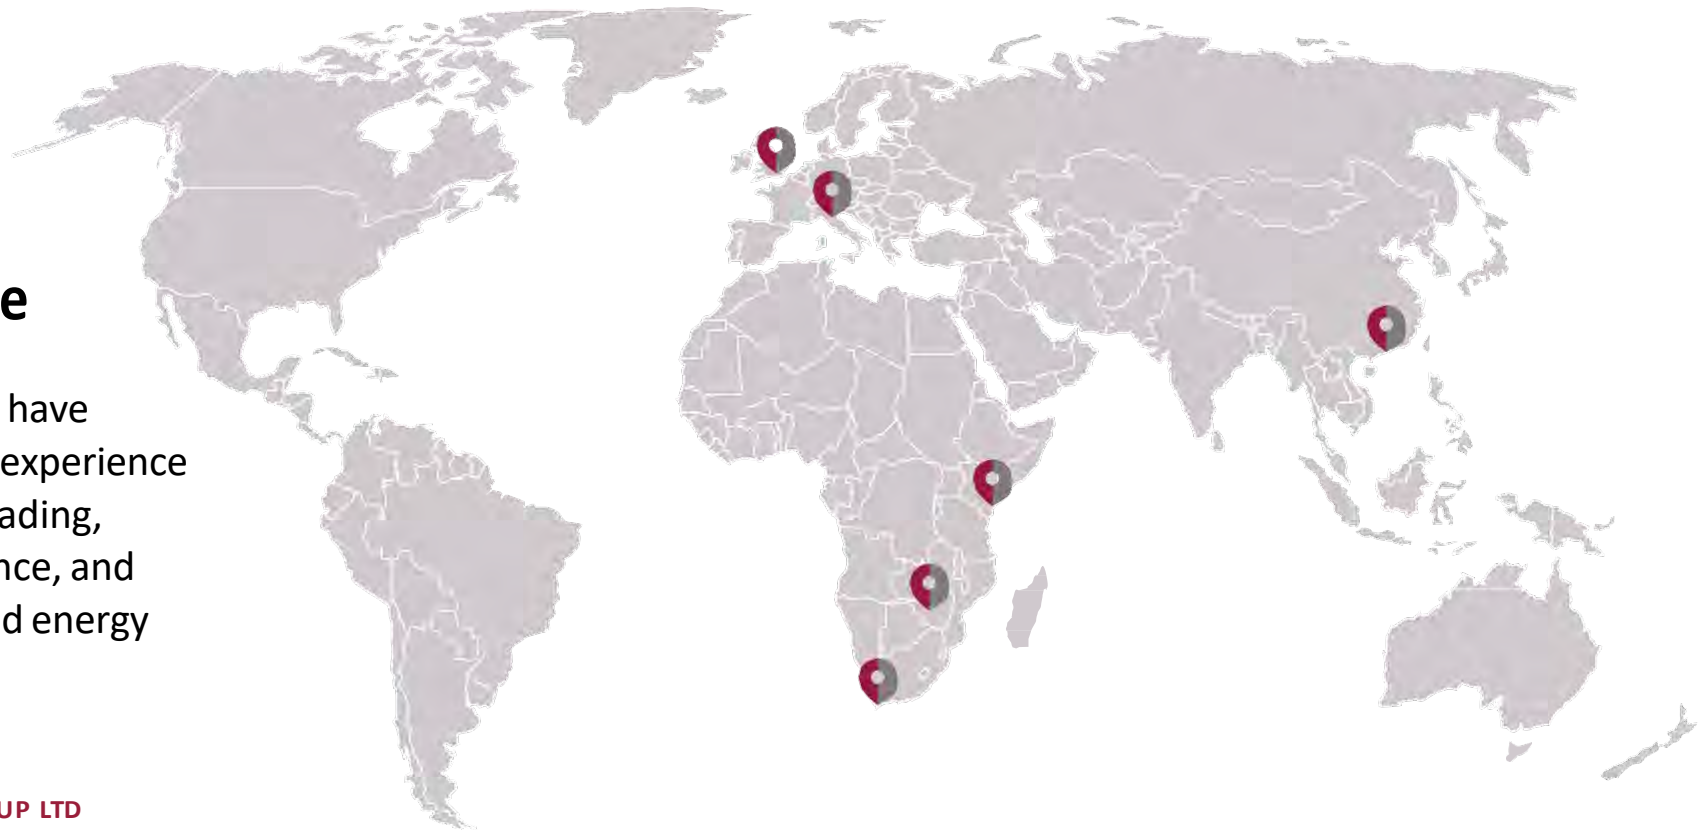 e
have
experience
ading,
nce, and
d energy
UP LTD